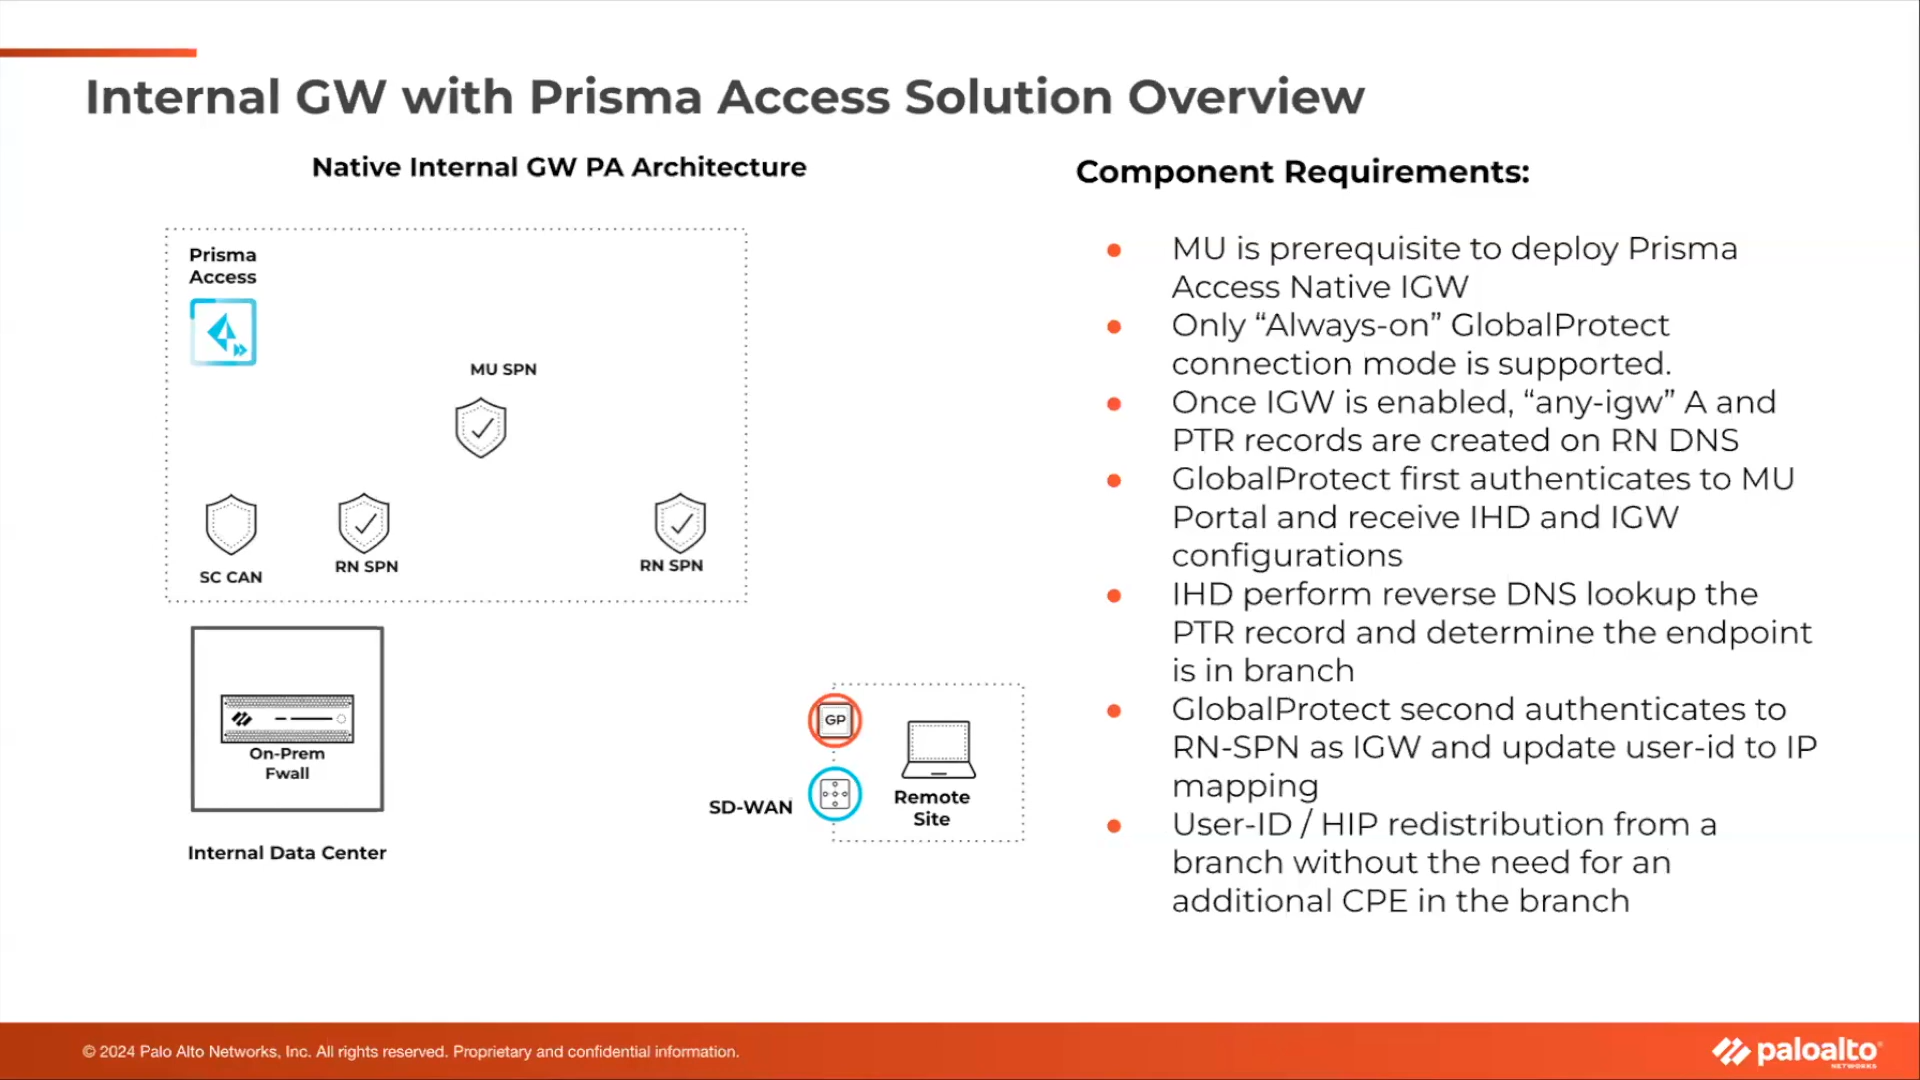 Internal GW with Prisma Access Solution Overview
Native Internal GW PA Architecture
Prisma
Access
MU SPN
SC CAN
RN SPN
RN SPN
On-Prem
Fwall
Internal Data Center
GP
SD-WAN
Remote
Site
Component Requirements:
● MU is prerequisite to deploy Prisma
Access Native IGW
● Only “Always-on” GlobalProtect
connection mode is supported.
● Once IGW is enabled, “any-igw” A and
PTR records are created on RN DNS
● GlobalProtect first authenticates to MU
Portal and receive IHD and IGW
configurations
● IHD perform reverse DNS lookup the
PTR record and determine the endpoint
is in branch
● GlobalProtect second authenticates to
RN-SPN as IGW and update user-id to IP
mapping
● User-ID / HIP redistribution from a
branch without the need for an
additional CPE in the branch
© 2024 Palo Alto Networks, Inc. All rights reserved. Proprietary and confidential information.
paloalto
NETWORKS